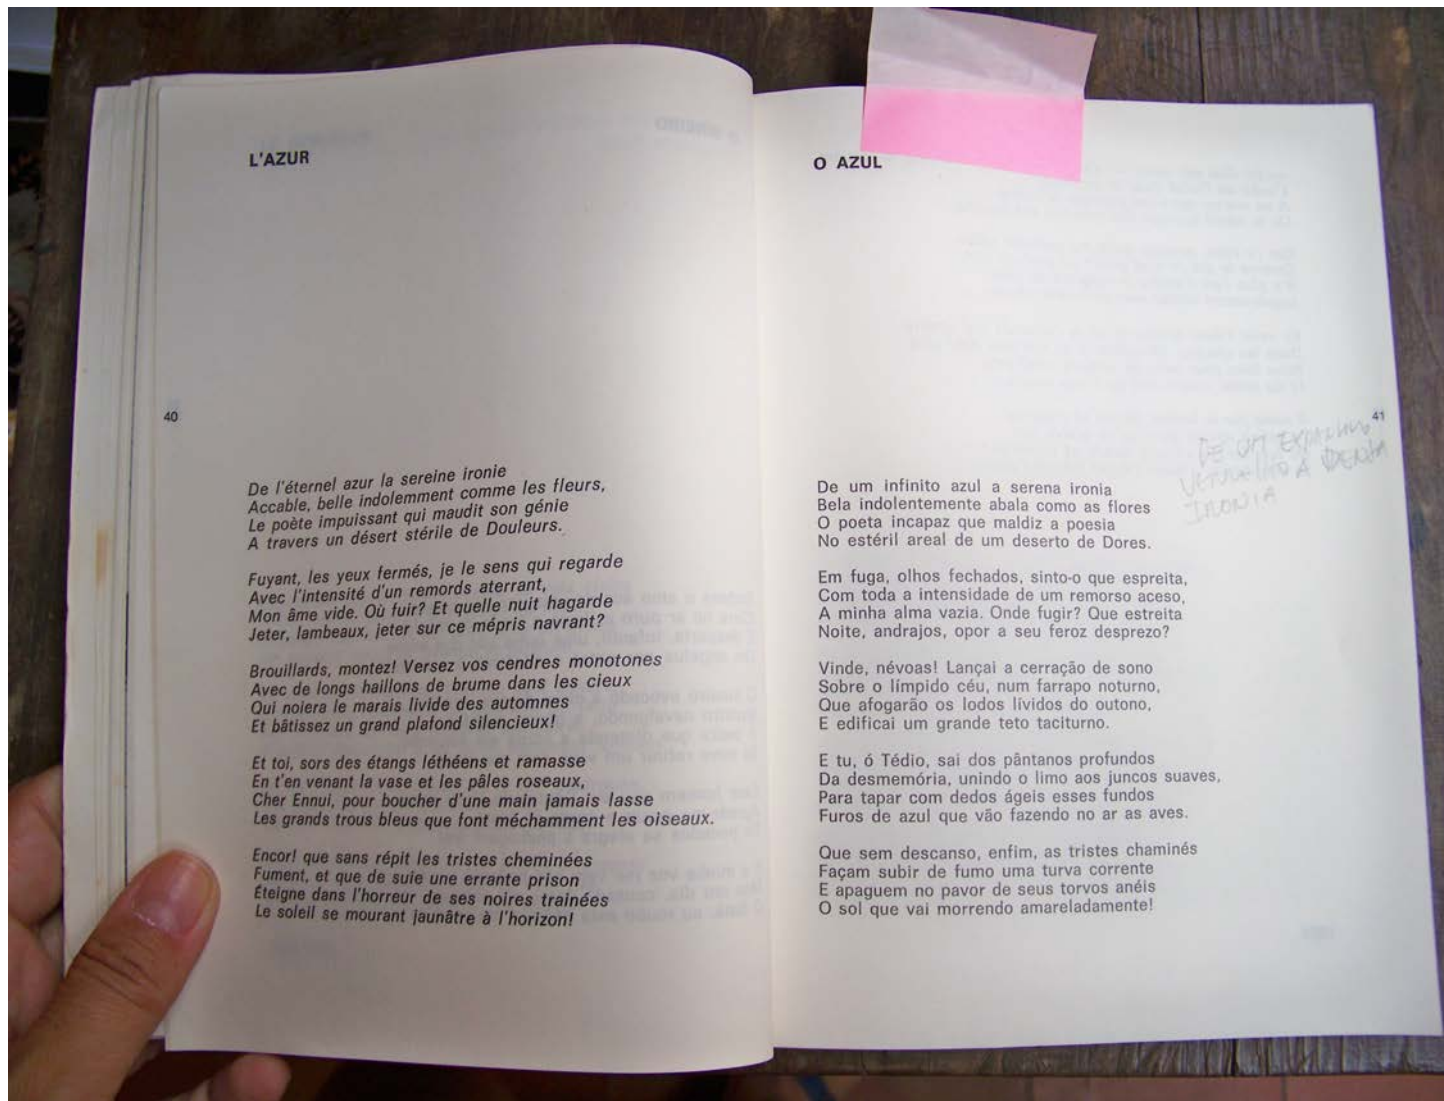 L'AZUR
40
De l'éternel azur la sereine ironie
Accable, belle indolemment comme les fleurs,
Le poète impuissant qui maudit son génie
A travers un désert stérile de Douleurs.
Fuyant, les yeux fermés, je le sens qui regarde
Avec l'intensité d'un remords aterrant,
Mon âme vide. Où fuir? Et quelle nuit hagarde
Jeter, lambeaux, jeter sur ce mépris navrant?
Brouillards, montez! Versez vos cendres monotones
Avec de longs haillons de brume dans les cieux
Qui noiera le marais livide des automnes
Et bâtissez un grand plafond silencieux!
Et toi, sors des étangs léthéens et ramasse
En t'en venant la vase et les pâles roseaux,
Cher Ennui, pour boucher d'une main jamais lasse
Les grands trous bleus que font méchamment les oiseaux.
Encor! que sans répit les tristes cheminées
Fument, et que de suie une errante prison
Éteigne dans l'horreur de ses noires trainées
Le soleil se mourant jaunâtre à l'horizon!
O AZUL
41
DE UM
A
IRONIA
De um infinito azul a serena ironia
Bela indolentemente abala como as flores
O poeta incapaz que maldiz a poesia
No estéril areal de um deserto de Dores.
Em fuga, olhos fechados, sinto-o que espreita,
Com toda a intensidade de um remorso aceso,
A minha alma vazia. Onde fugir? Que estreita
Noite, andrajos, opor a seu feroz desprezo?
Vinde, névoas! Lançai a cerração de sono
Sobre o límpido céu, num farrapo noturno,
Que afogarão os lodos lívidos do outono,
E edificai um grande teto taciturno.
E tu, ó Tédio, sai dos pântanos profundos
Da desmemória, unindo o limo aos juncos suaves,
Para tapar com dedos ágeis esses fundos
Furos de azul que vão fazendo no ar as aves.
Que sem descanso, enfim, as tristes chaminés
Façam subir de fumo uma turva corrente
E apaguem no pavor de seus torvos anéis
O sol que vai morrendo amareladamente!